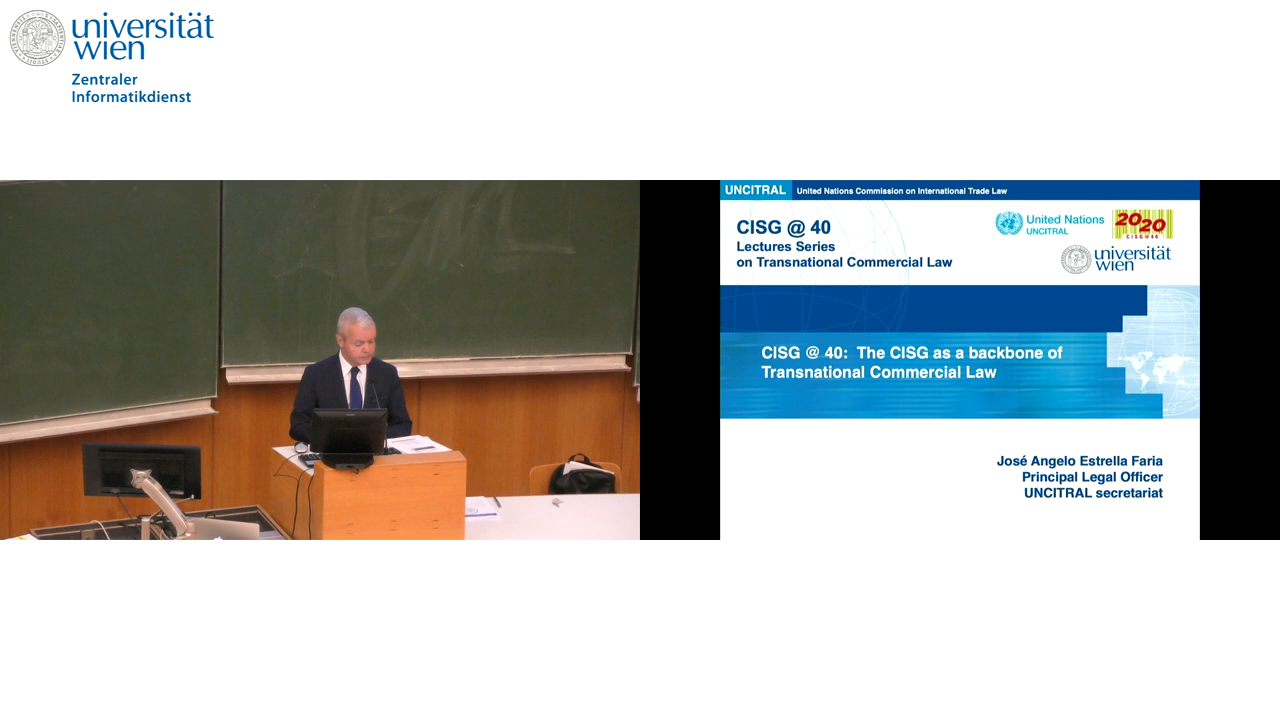 universität
wien
Zentraler
Informatikdienst
UNCITRAL United Nations Commission on International Trade Law
CISG @ 40
Lectures Series
on Transnational Commercial Law
United Nations
UNCITRAL
2020
CISG@40
universität
wien
CISG @ 40: The CISG as a backbone of
Transnational Commercial Law
José Angelo Estrella Faria
Principal Legal Officer
UNCITRAL secretariat